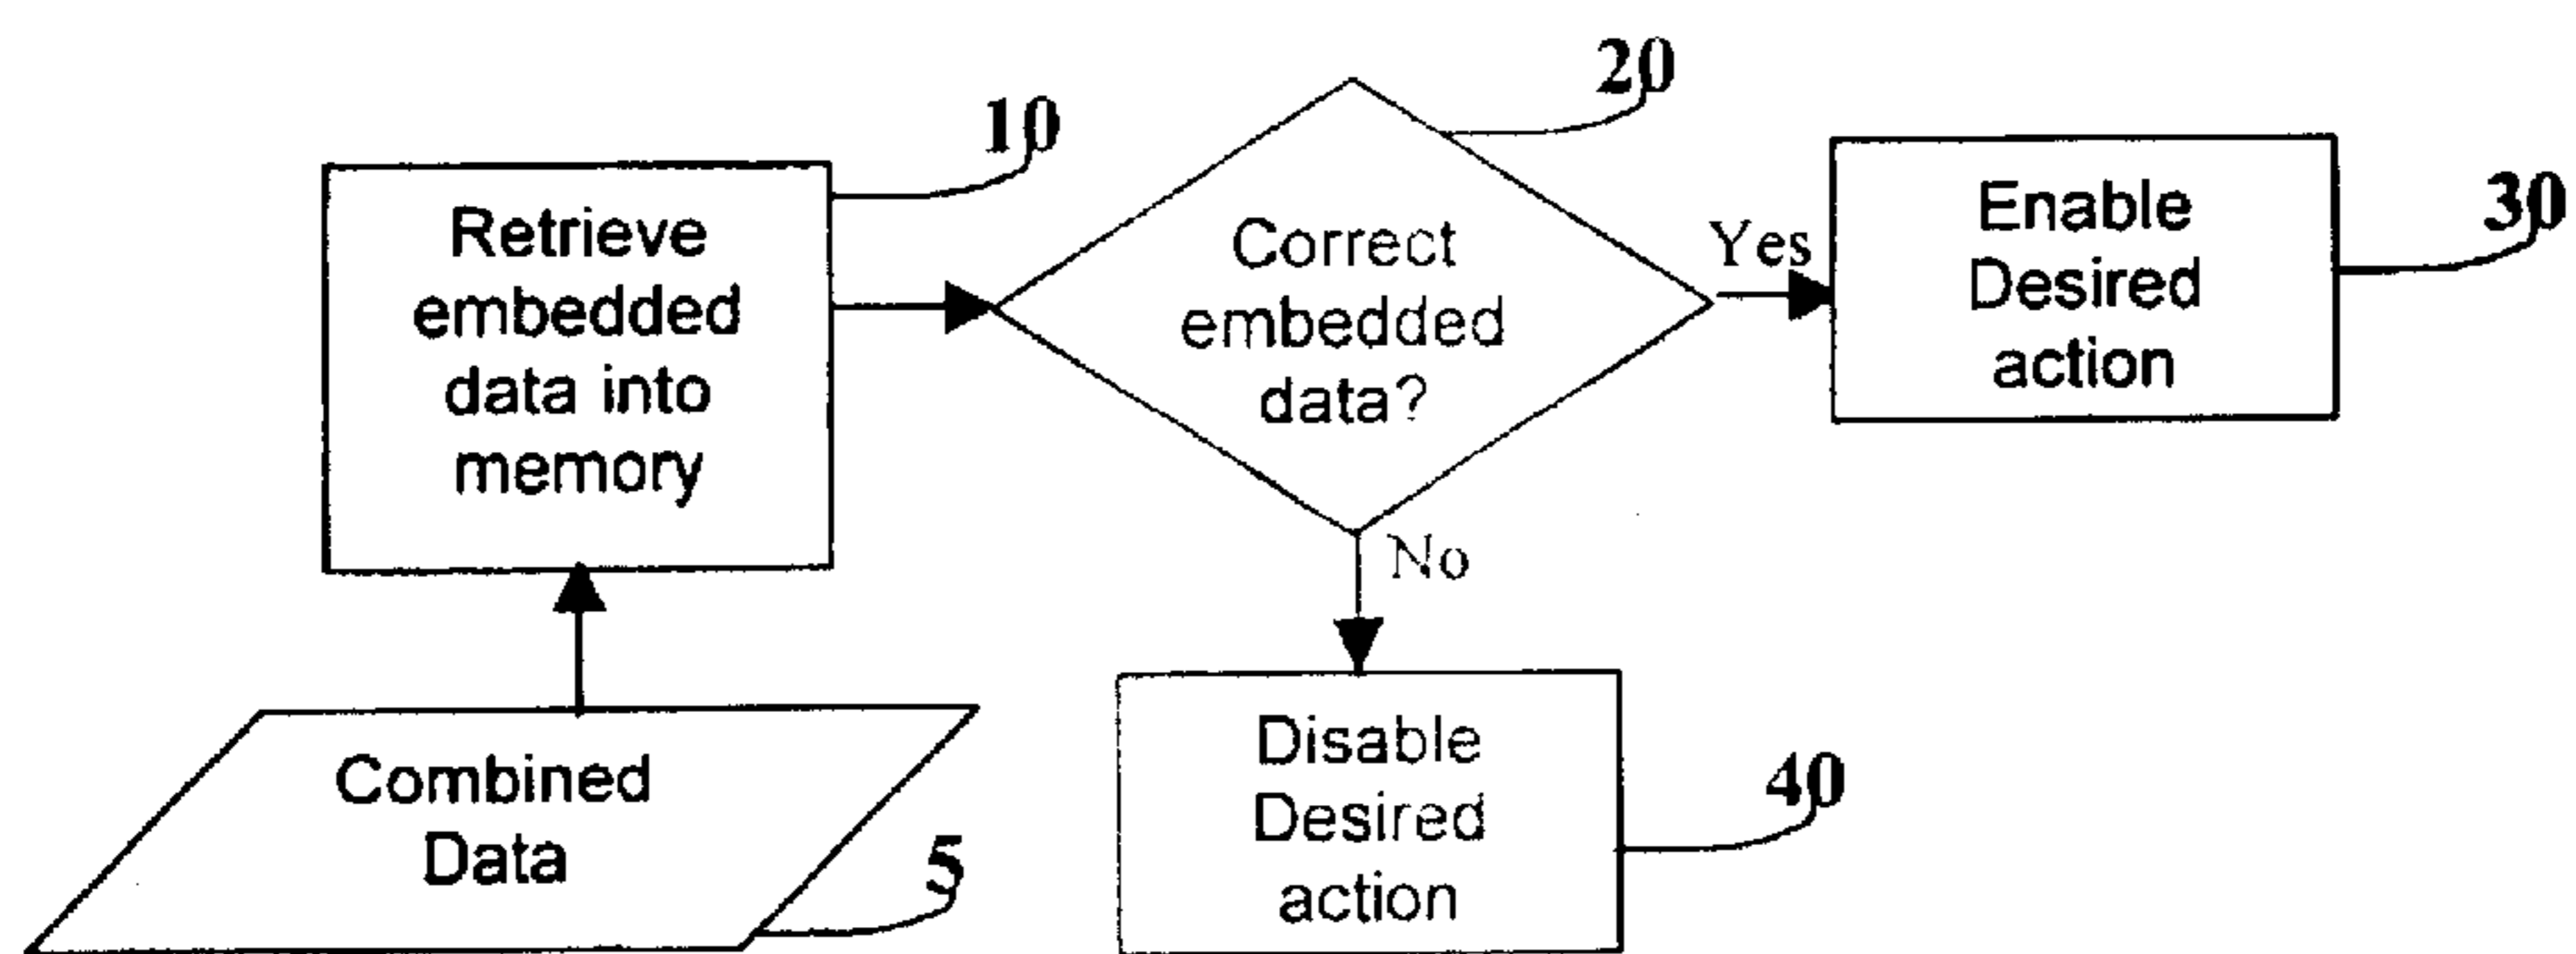 10
Retrieve
embedded
data into
memory
20
Correct
embedded
data?
Yes
Enable
Desired
action
30
No
Disable
Desired
action
40
Combined
Data
5